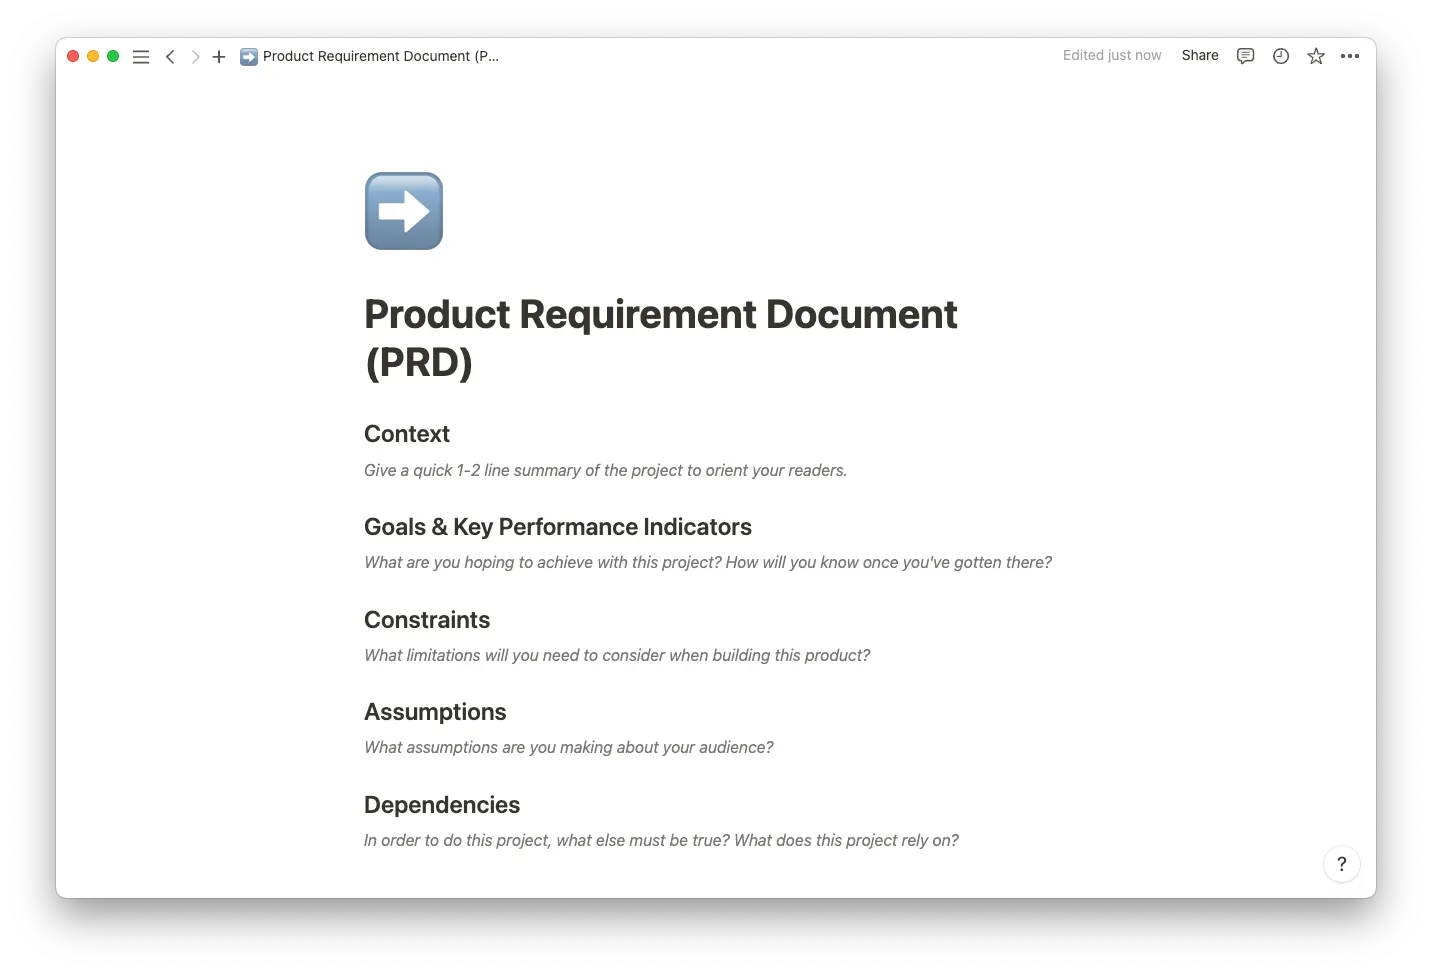 Product Requirement Document (P...
Edited just now
Share
Product Requirement Document
(PRD)
Context
Give a quick 1-2 line summary of the project to orient your readers.
Goals & Key Performance Indicators
What are you hoping to achieve with this project? How will you know once you've gotten there?
Constraints
What limitations will you need to consider when building this product?
Assumptions
What assumptions are you making about your audience?
Dependencies
In order to do this project, what else must be true? What does this project rely on?
?